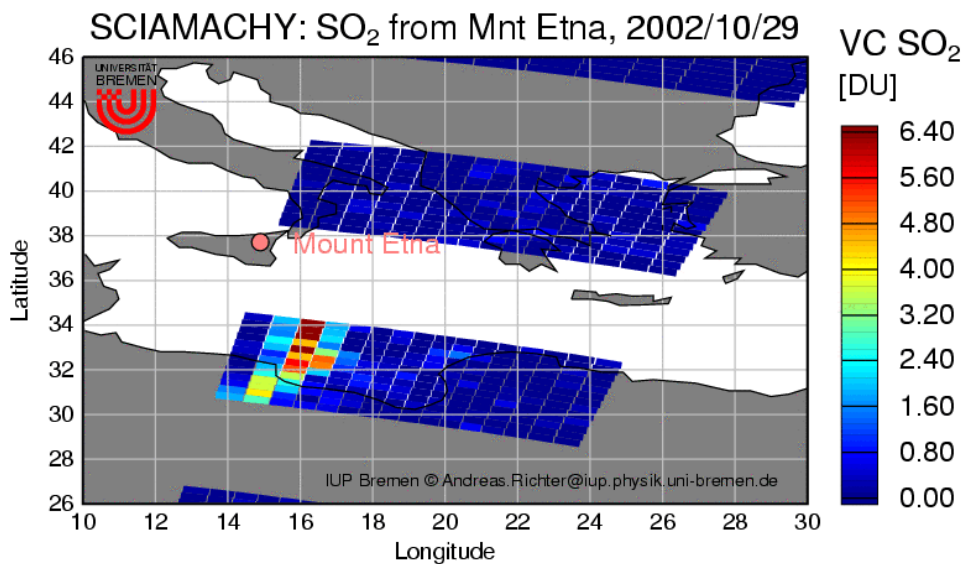 SCIAMACHY: SO2 from Mnt Etna, 2002/10/29
VC SO2
[DU]
UNIVERSITÄT
BREMEN
Mount Etna
IUP Bremen © Andreas.Richter@iup.physik.uni-bremen.de
Latitude
46
44
42
40
38
36
34
32
30
28
26
10 12 14 16 18 20 22 24 26 28 30
Longitude
6.40
5.60
4.80
4.00
3.20
2.40
1.60
0.80
0.00